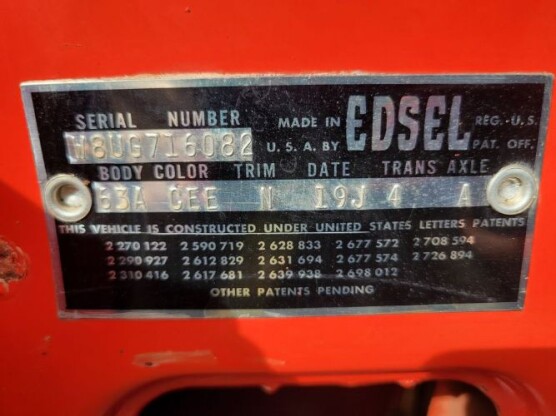 SERIAL NUMBER MADE IN EDSEL REG. U.S.
W8UG716082 U.S.A. BY PAT. OFF.
BODY COLOR TRIM DATE TRANS AXLE
63A CEE N 19J 4 A
THIS VEHICLE IS CONSTRUCTED UNDER UNITED STATES LETTERS PATENTS
2 270 122 2 590 719 2 628 833 2 677 572 2 708 594
2 290 927 2 612 829 2 631 694 2 677 574 2 726 894
2 310 416 2 617 681 2 639 938 2 698 012
OTHER PATENTS PENDING